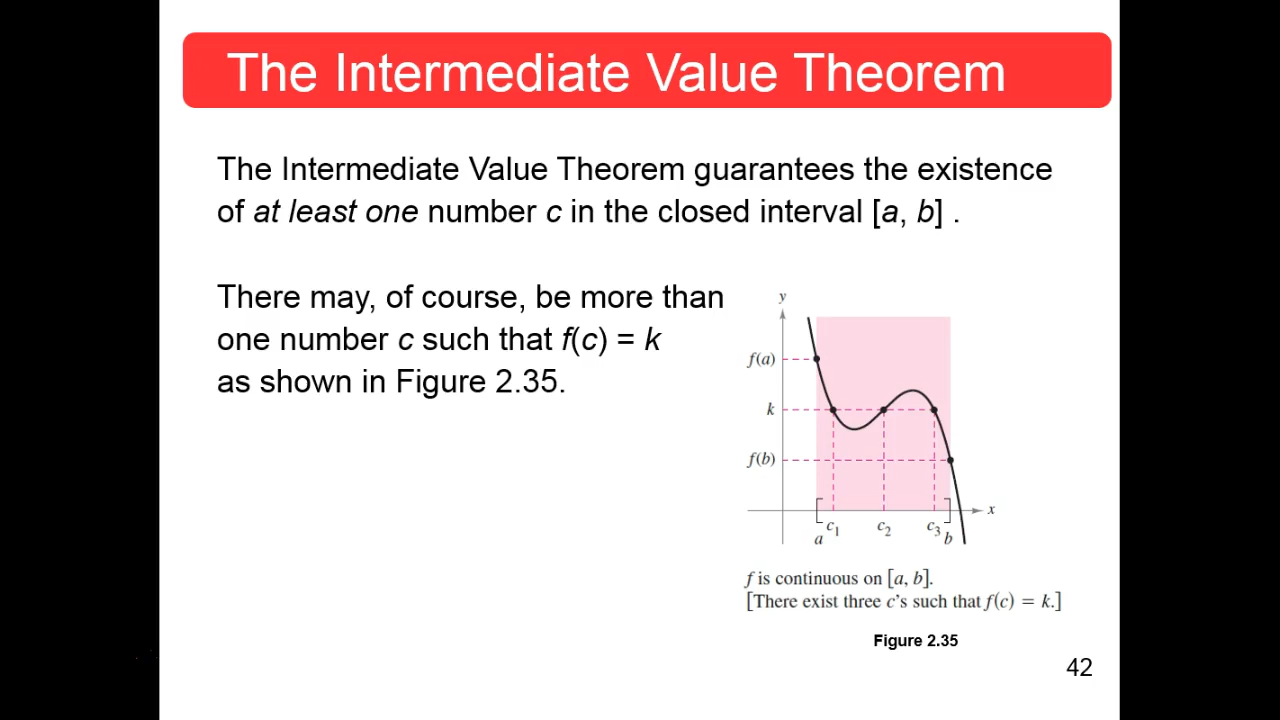 The Intermediate Value Theorem
The Intermediate Value Theorem guarantees the existence
of at least one number c in the closed interval [a, b] .
There may, of course, be more than
one number c such that f(c) = k
as shown in Figure 2.35.
y
f(a)
k
f(b)
x
c₁ c₂ c₃
a b
f is continuous on [a, b].
[There exist three c’s such that f(c) = k.]
Figure 2.35
42